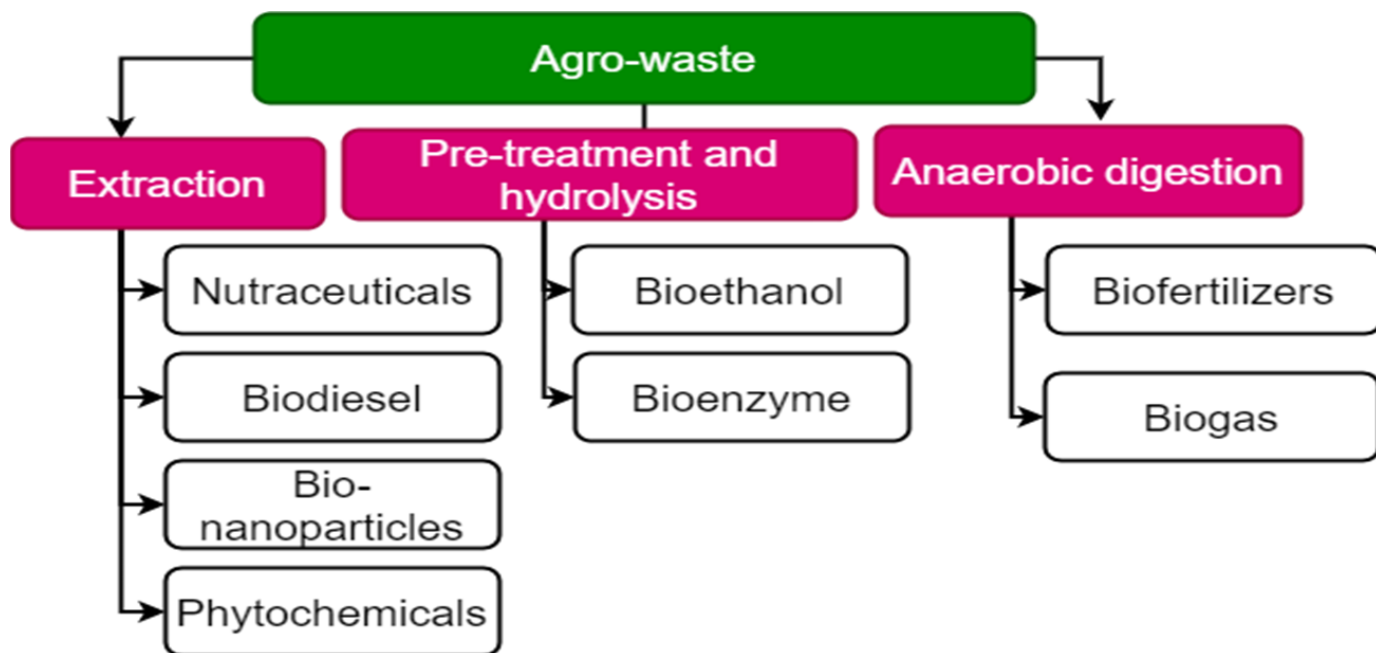 Agro-waste
Extraction
Pre-treatment and
hydrolysis
Anaerobic digestion
Nutraceuticals
Biodiesel
Bio-
nanoparticles
Phytochemicals
Bioethanol
Bioenzyme
Biofertilizers
Biogas